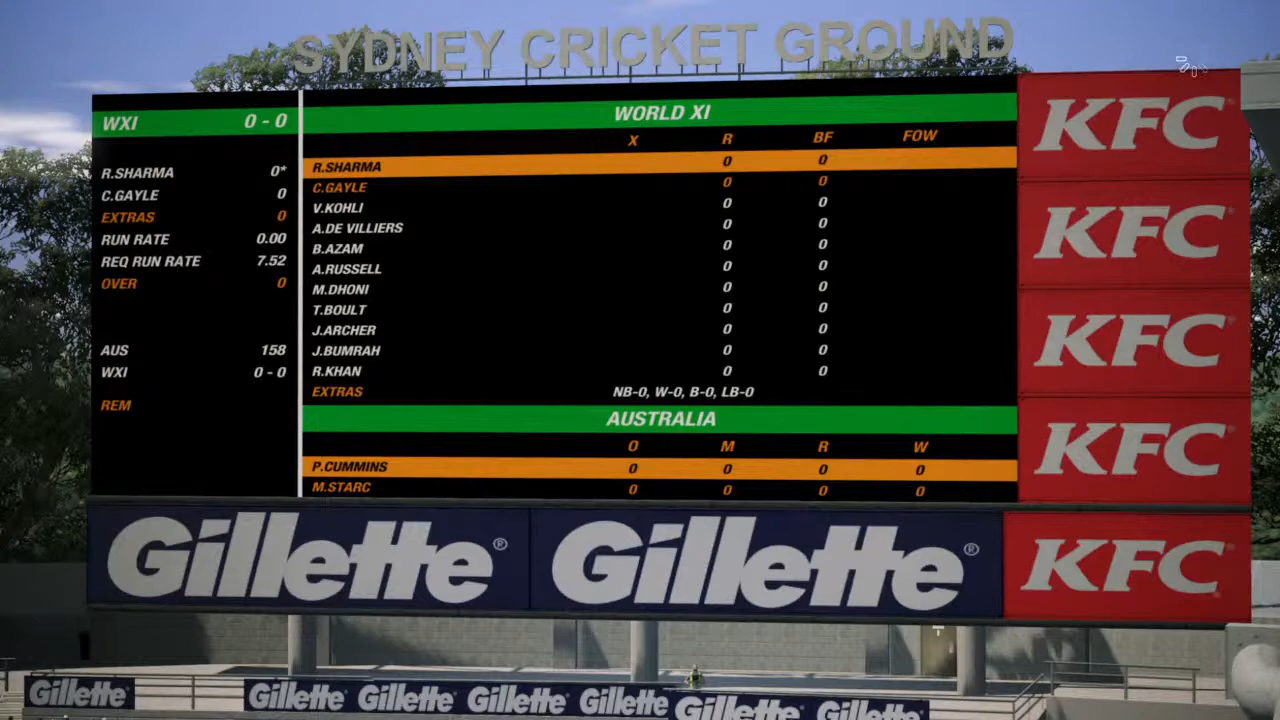 SYDNEY CRICKET GROUND
WXI 0 - 0
R.SHARMA 0*
C.GAYLE 0
EXTRAS 0
RUN RATE 0.00
REQ RUN RATE 7.52
OVER 0
AUS 158
WXI 0 - 0
REM
WORLD XI
X R BF FOW
R.SHARMA 0 0
C.GAYLE 0 0
V.KOHLI 0 0
A.DE VILLIERS 0 0
B.AZAM 0 0
A.RUSSELL 0 0
M.DHONI 0 0
T.BOULT 0 0
J.ARCHER 0 0
J.BUMRAH 0 0
R.KHAN 0 0
EXTRAS NB-0, W-0, B-0, LB-0
AUSTRALIA
O M R W
P.CUMMINS 0 0 0 0
M.STARC 0 0 0 0
KFC®
KFC®
KFC®
KFC®
KFC®
Gillette® Gillette®
Gillette Gillette Gillette Gillette Gillette Gillette Gillette